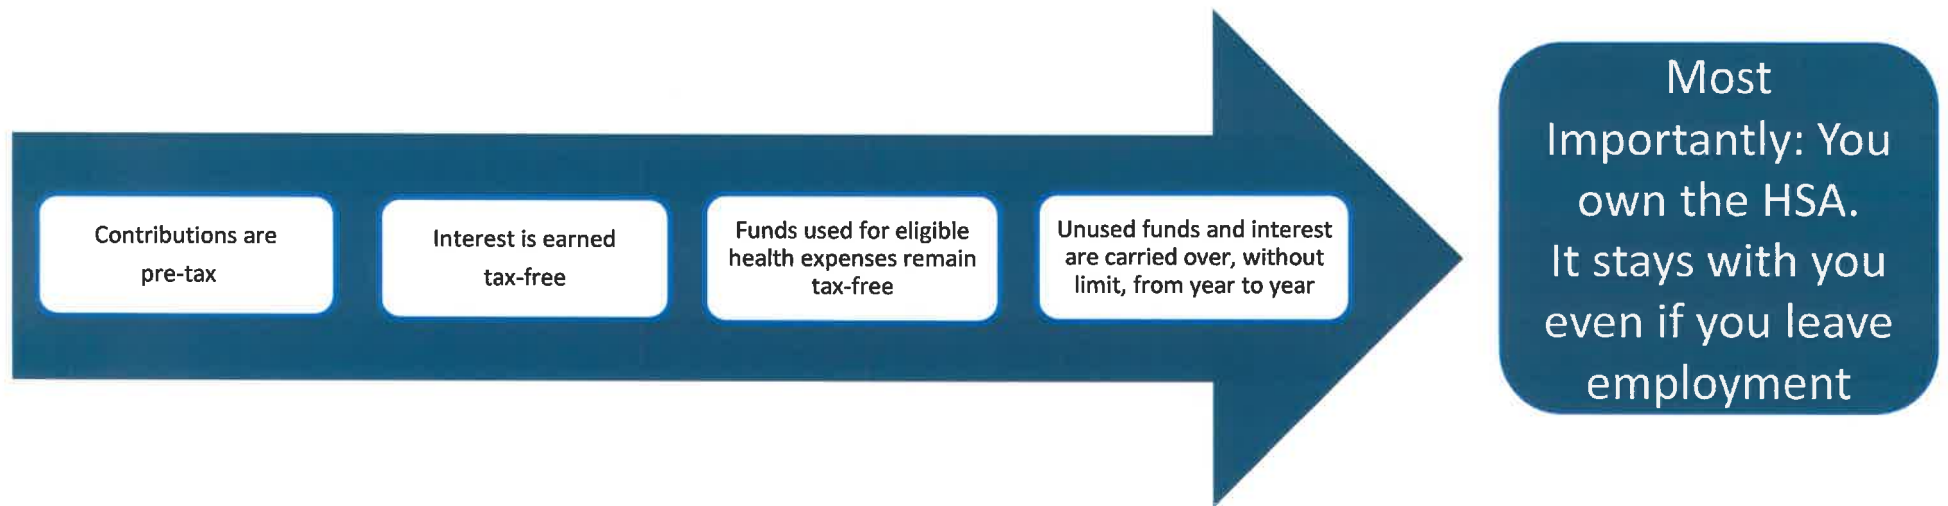 Contributions are
pre-tax
Interest is earned
tax-free
Funds used for eligible
health expenses remain
tax-free
Unused funds and interest
are carried over, without
limit, from year to year
Most
Importantly: You
own the HSA.
It stays with you
even if you leave
employment